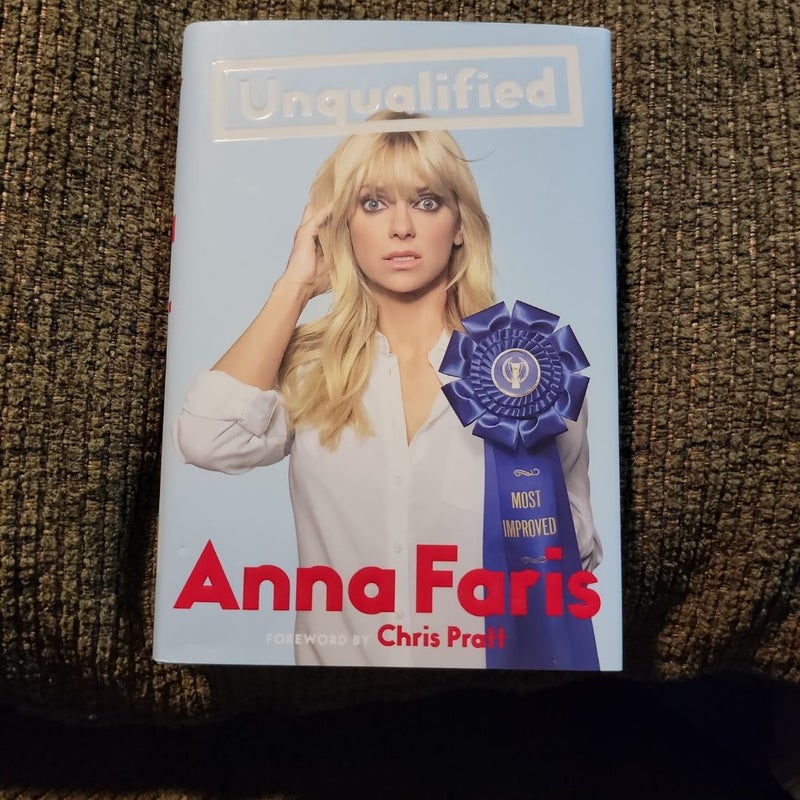 Unqualified
MOST
IMPROVED
Anna Faris
FOREWORD BY Chris Pratt